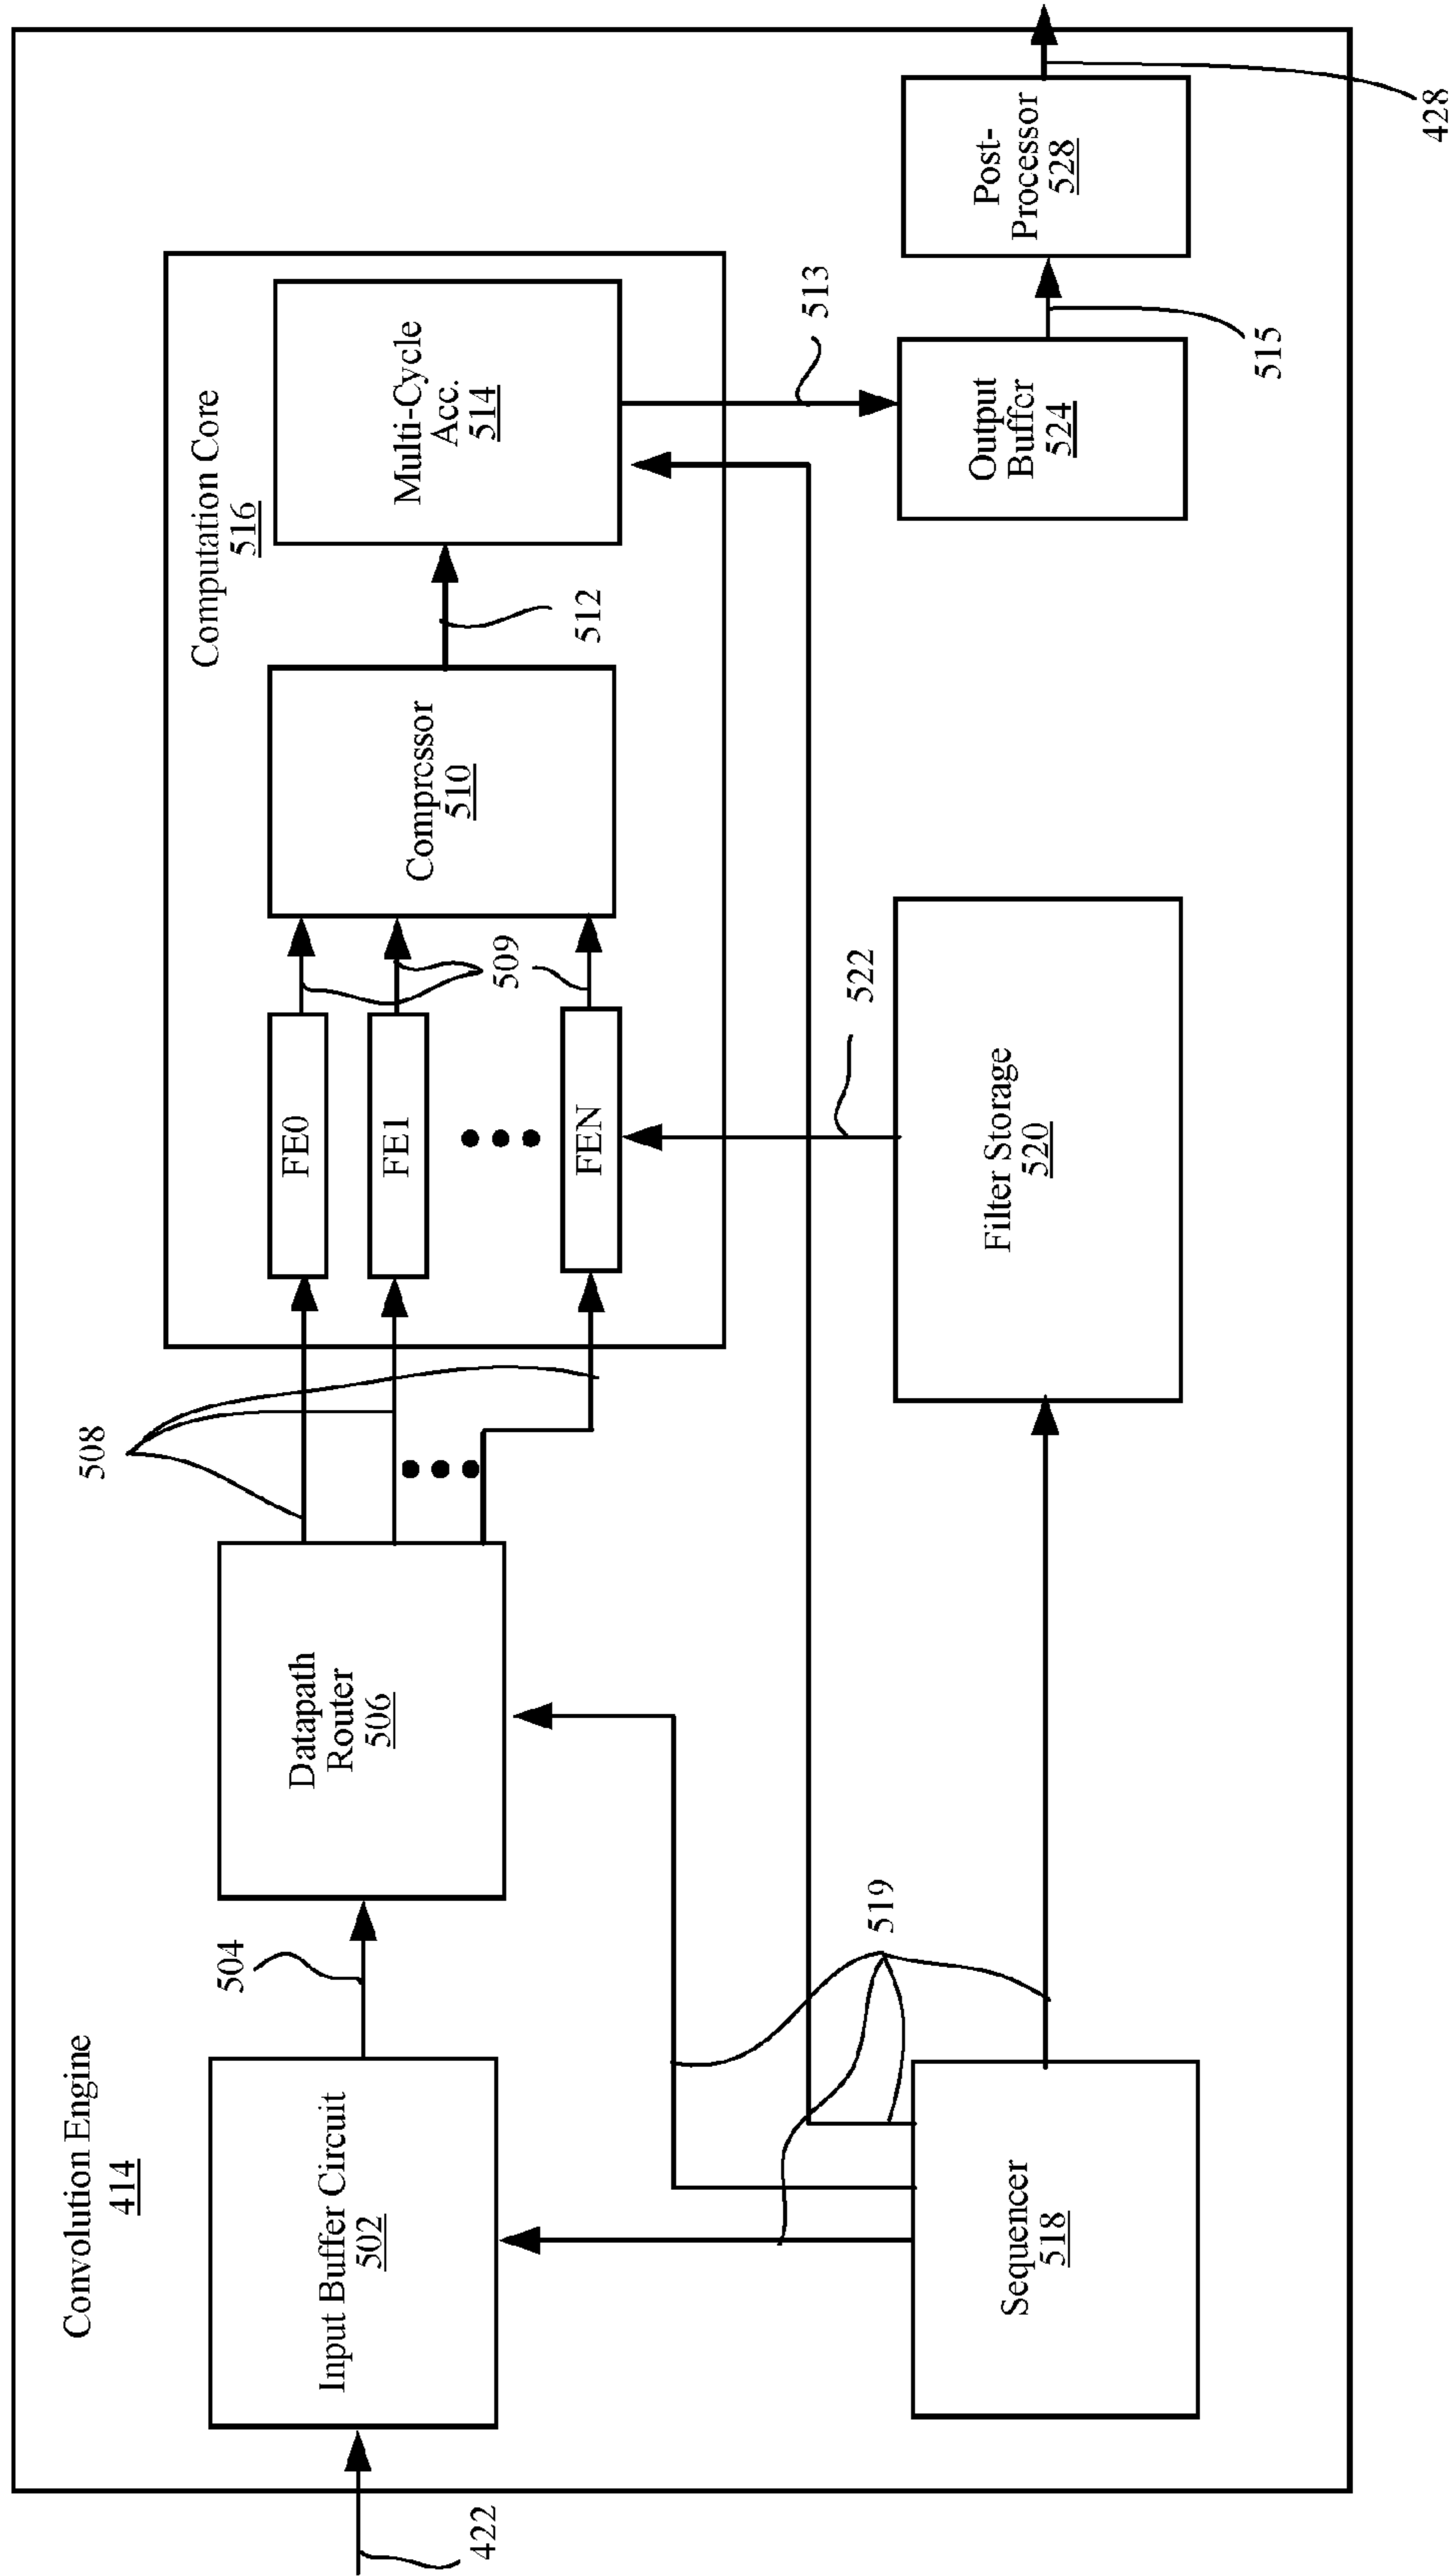 Convolution Engine
414
Computation Core
516
422
Input Buffer Circuit
502
504
Datapath
Router
506
508
FE0
FE1
FEN
509
Compressor
510
512
Multi-Cycle
Acc.
514
513
519
522
Sequencer
518
Filter Storage
520
Output
Buffer
524
515
Post-
Processor
528
428